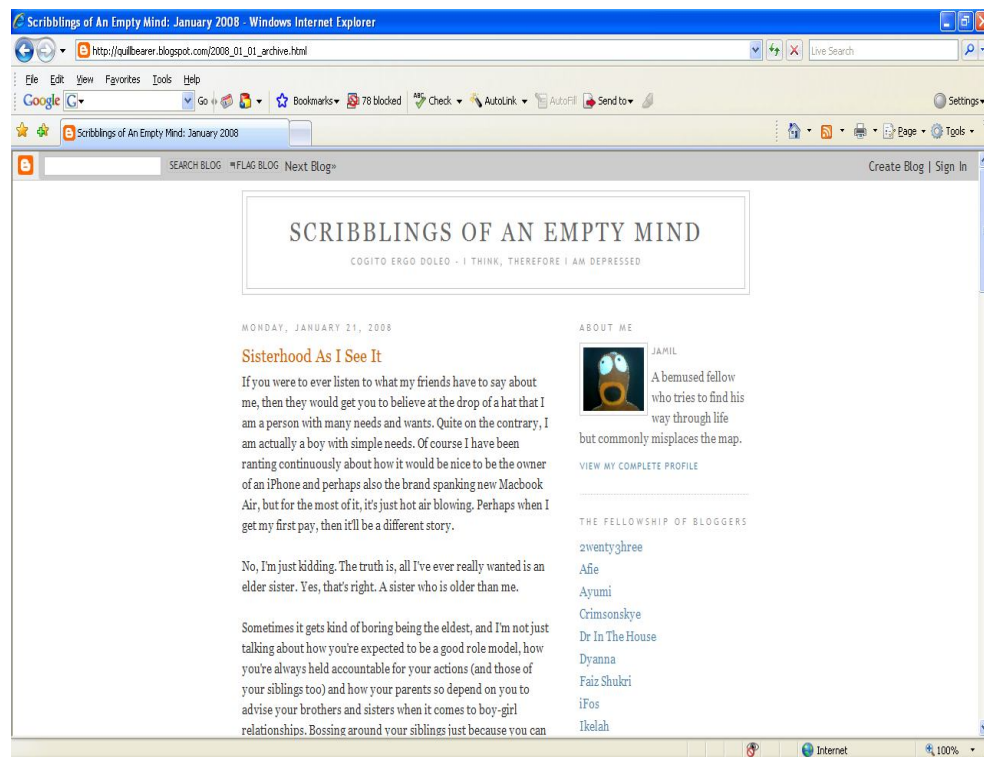 Scribblings of An Empty Mind: January 2008 - Windows Internet Explorer
http://quillbearer.blogspot.com/2008_01_01_archive.html
Live Search
File Edit View Favorites Tools Help
Google G Go Bookmarks 78 blocked ABC Check AutoLink AutoFill Send to Settings
Scribblings of An Empty Mind: January 2008
Page Tools
SEARCH BLOG FLAG BLOG Next Blog»
Create Blog | Sign In
SCRIBBLINGS OF AN EMPTY MIND
COGITO ERGO DOLEO - I THINK, THEREFORE I AM DEPRESSED
MONDAY, JANUARY 21, 2008
Sisterhood As I See It
If you were to ever listen to what my friends have to say about
me, then they would get you to believe at the drop of a hat that I
am a person with many needs and wants. Quite on the contrary, I
am actually a boy with simple needs. Of course I have been
ranting continuously about how it would be nice to be the owner
of an iPhone and perhaps also the brand spanking new Macbook
Air, but for the most of it, it's just hot air blowing. Perhaps when I
get my first pay, then it'll be a different story.
No, I'm just kidding. The truth is, all I've ever really wanted is an
elder sister. Yes, that's right. A sister who is older than me.
Sometimes it gets kind of boring being the eldest, and I'm not just
talking about how you're expected to be a good role model, how
you're always held accountable for your actions (and those of
your siblings too) and how your parents so depend on you to
advise your brothers and sisters when it comes to boy-girl
relationships. Bossing around your siblings just because you can
ABOUT ME
JAMIL
A bemused fellow
who tries to find his
way through life
but commonly misplaces the map.
VIEW MY COMPLETE PROFILE
THE FELLOWSHIP OF BLOGGERS
2wenty3hree
Afie
Ayumi
Crimsonskye
Dr In The House
Dyanna
Faiz Shukri
iFos
Ikelah
Internet
100%